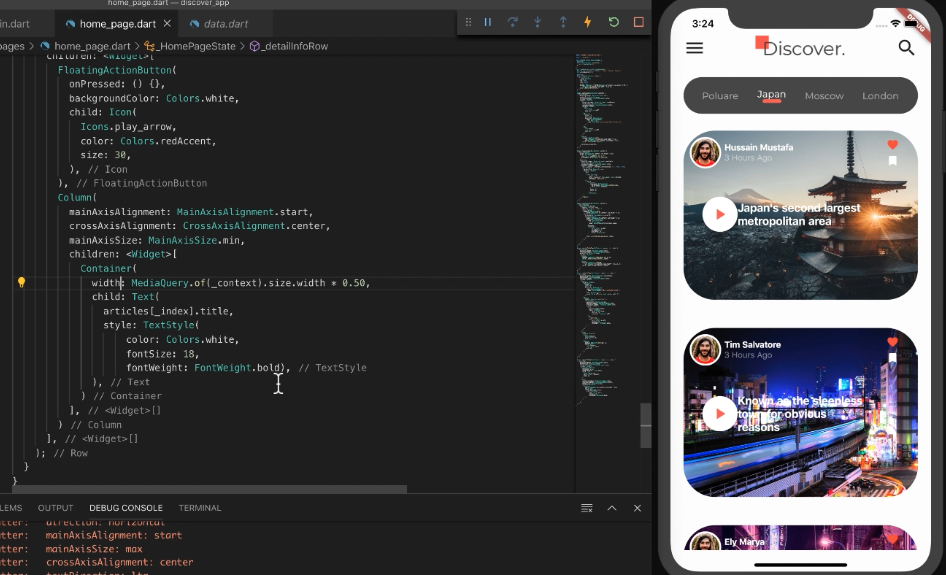 home_page.dart — discover_app
in.dart
home_page.dart
data.dart
pages > home_page.dart > _HomePageState > _detailInfoRow
children: <Widget>[
FloatingActionButton(
onPressed: () {},
backgroundColor: Colors.white,
child: Icon(
Icons.play_arrow,
color: Colors.redAccent,
size: 30,
), // Icon
), // FloatingActionButton
Column(
mainAxisAlignment: MainAxisAlignment.start,
crossAxisAlignment: CrossAxisAlignment.center,
mainAxisSize: MainAxisSize.min,
children: <Widget>[
Container(
width: MediaQuery.of(_context).size.width * 0.50,
child: Text(
articles[_index].title,
style: TextStyle(
color: Colors.white,
fontSize: 18,
fontWeight: FontWeight.bold), // TextStyle
), // Text
) // Container
], // <Widget>[]
) // Column
], // <Widget>[]
); // Row
}
}
LEMS OUTPUT DEBUG CONSOLE TERMINAL
utter: direction: horizontal
utter: mainAxisAlignment: start
utter: mainAxisSize: max
utter: crossAxisAlignment: center
utter: textDirection: ltr
3:24
DEBUG
Discover.
Poluare Japan Moscow London
Hussain Mustafa
3 Hours Ago
Japan's second largest
metropolitan area
Tim Salvatore
3 Hours Ago
Known as the sleepless
town for obvious
reasons
Ely Marya